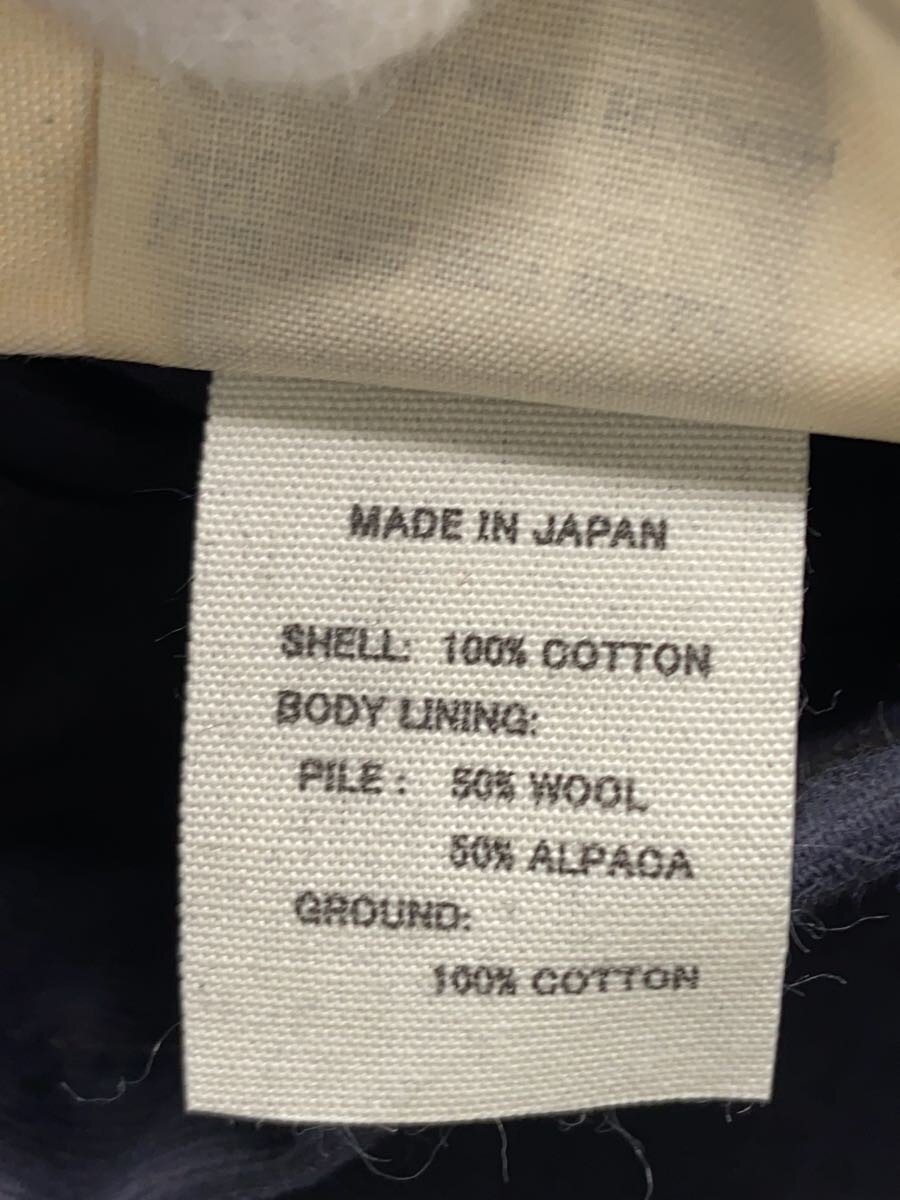 MADE IN JAPAN
SHELL: 100% COTTON
BODY LINING:
PILE : 50% WOOL
50% ALPACA
GROUND:
100% COTTON